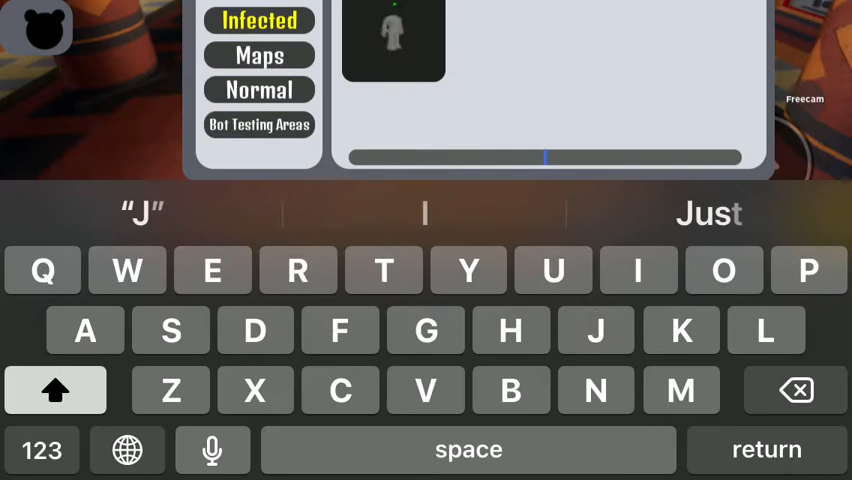 Infected
Maps
Normal
Bot Testing Areas
Freecam
“J” I Just
Q W E R T Y U I O P
A S D F G H J K L
Z X C V B N M
123 space return